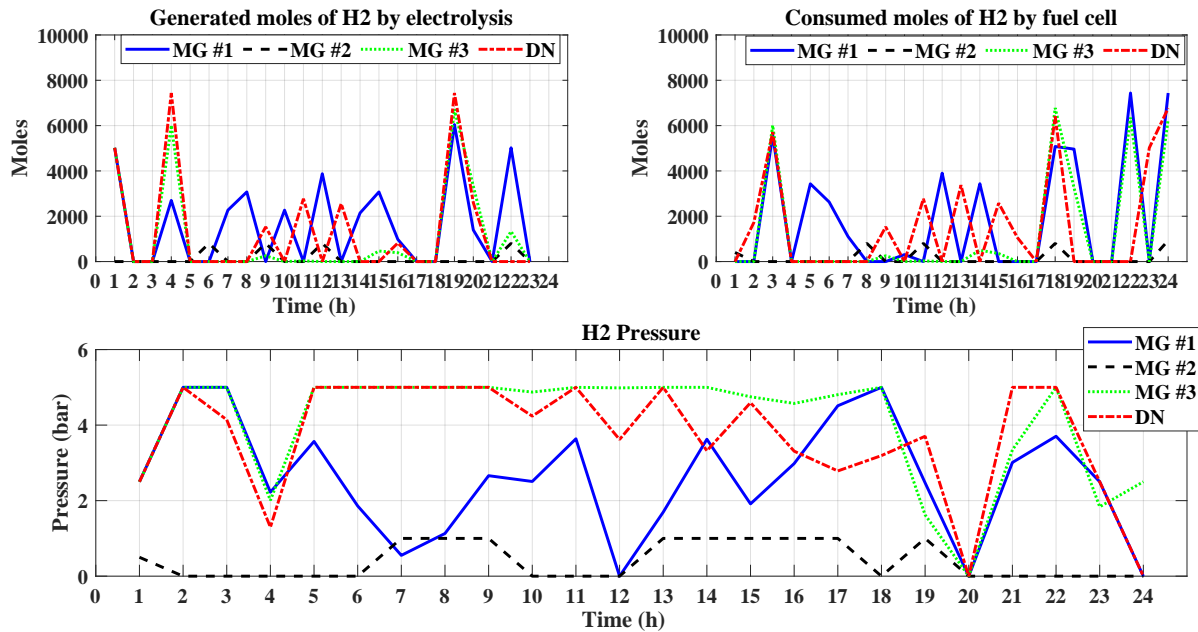 Generated moles of H2 by electrolysis
MG #1 MG #2 MG #3 DN
10000
8000
6000
4000
2000
0
Moles
0 1 2 3 4 5 6 7 8 9 10 11 12 13 14 15 16 17 18 19 20 21 22 23 24
Time (h)
Consumed moles of H2 by fuel cell
MG #1 MG #2 MG #3 DN
10000
8000
6000
4000
2000
0
Moles
0 1 2 3 4 5 6 7 8 9 10 11 12 13 14 15 16 17 18 19 20 21 22 23 24
Time (h)
H2 Pressure
MG #1
MG #2
MG #3
DN
6
4
2
0
Pressure (bar)
0 1 2 3 4 5 6 7 8 9 10 11 12 13 14 15 16 17 18 19 20 21 22 23 24
Time (h)